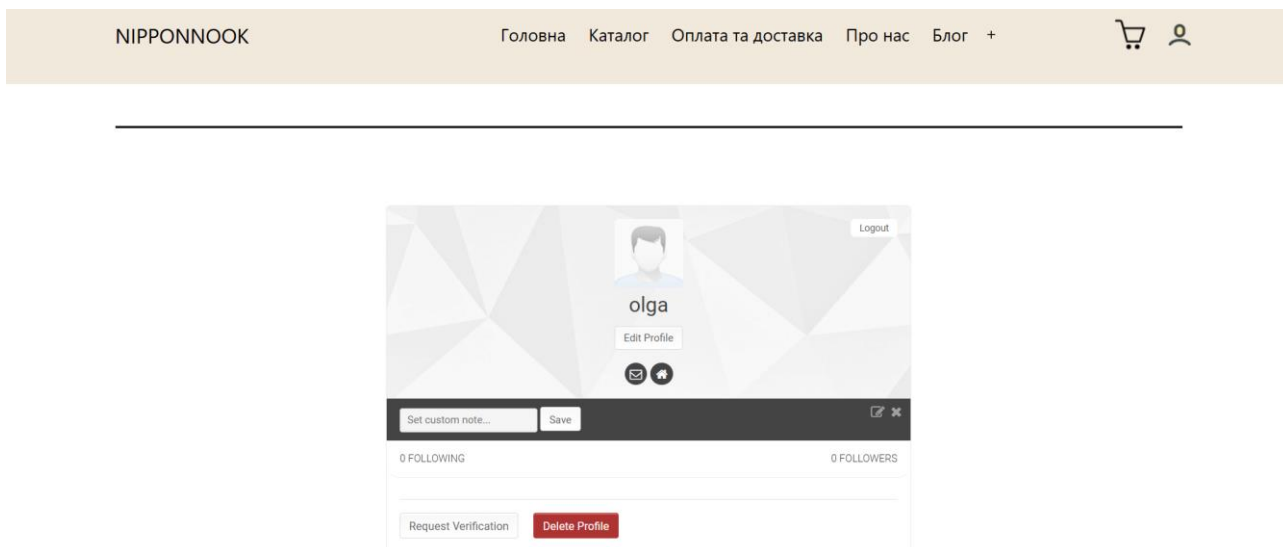 NIPPONNOOK Головна Каталог Оплата та доставка Про нас Блог +
Logout
olga
Edit Profile
Set custom note... Save
0 FOLLOWING 0 FOLLOWERS
Request Verification Delete Profile